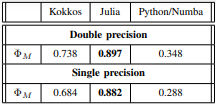 Kokkos Julia Python/Numba
Double precision
Φ_M 0.738 0.897 0.348
Single precision
Φ_M 0.684 0.882 0.288